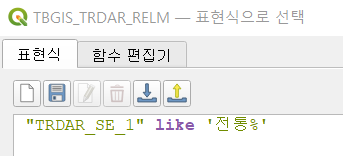 TBGIS_TRDAR_RELM — 표현식으로 선택
표현식 함수 편집기
"TRDAR_SE_1" like '전통%'